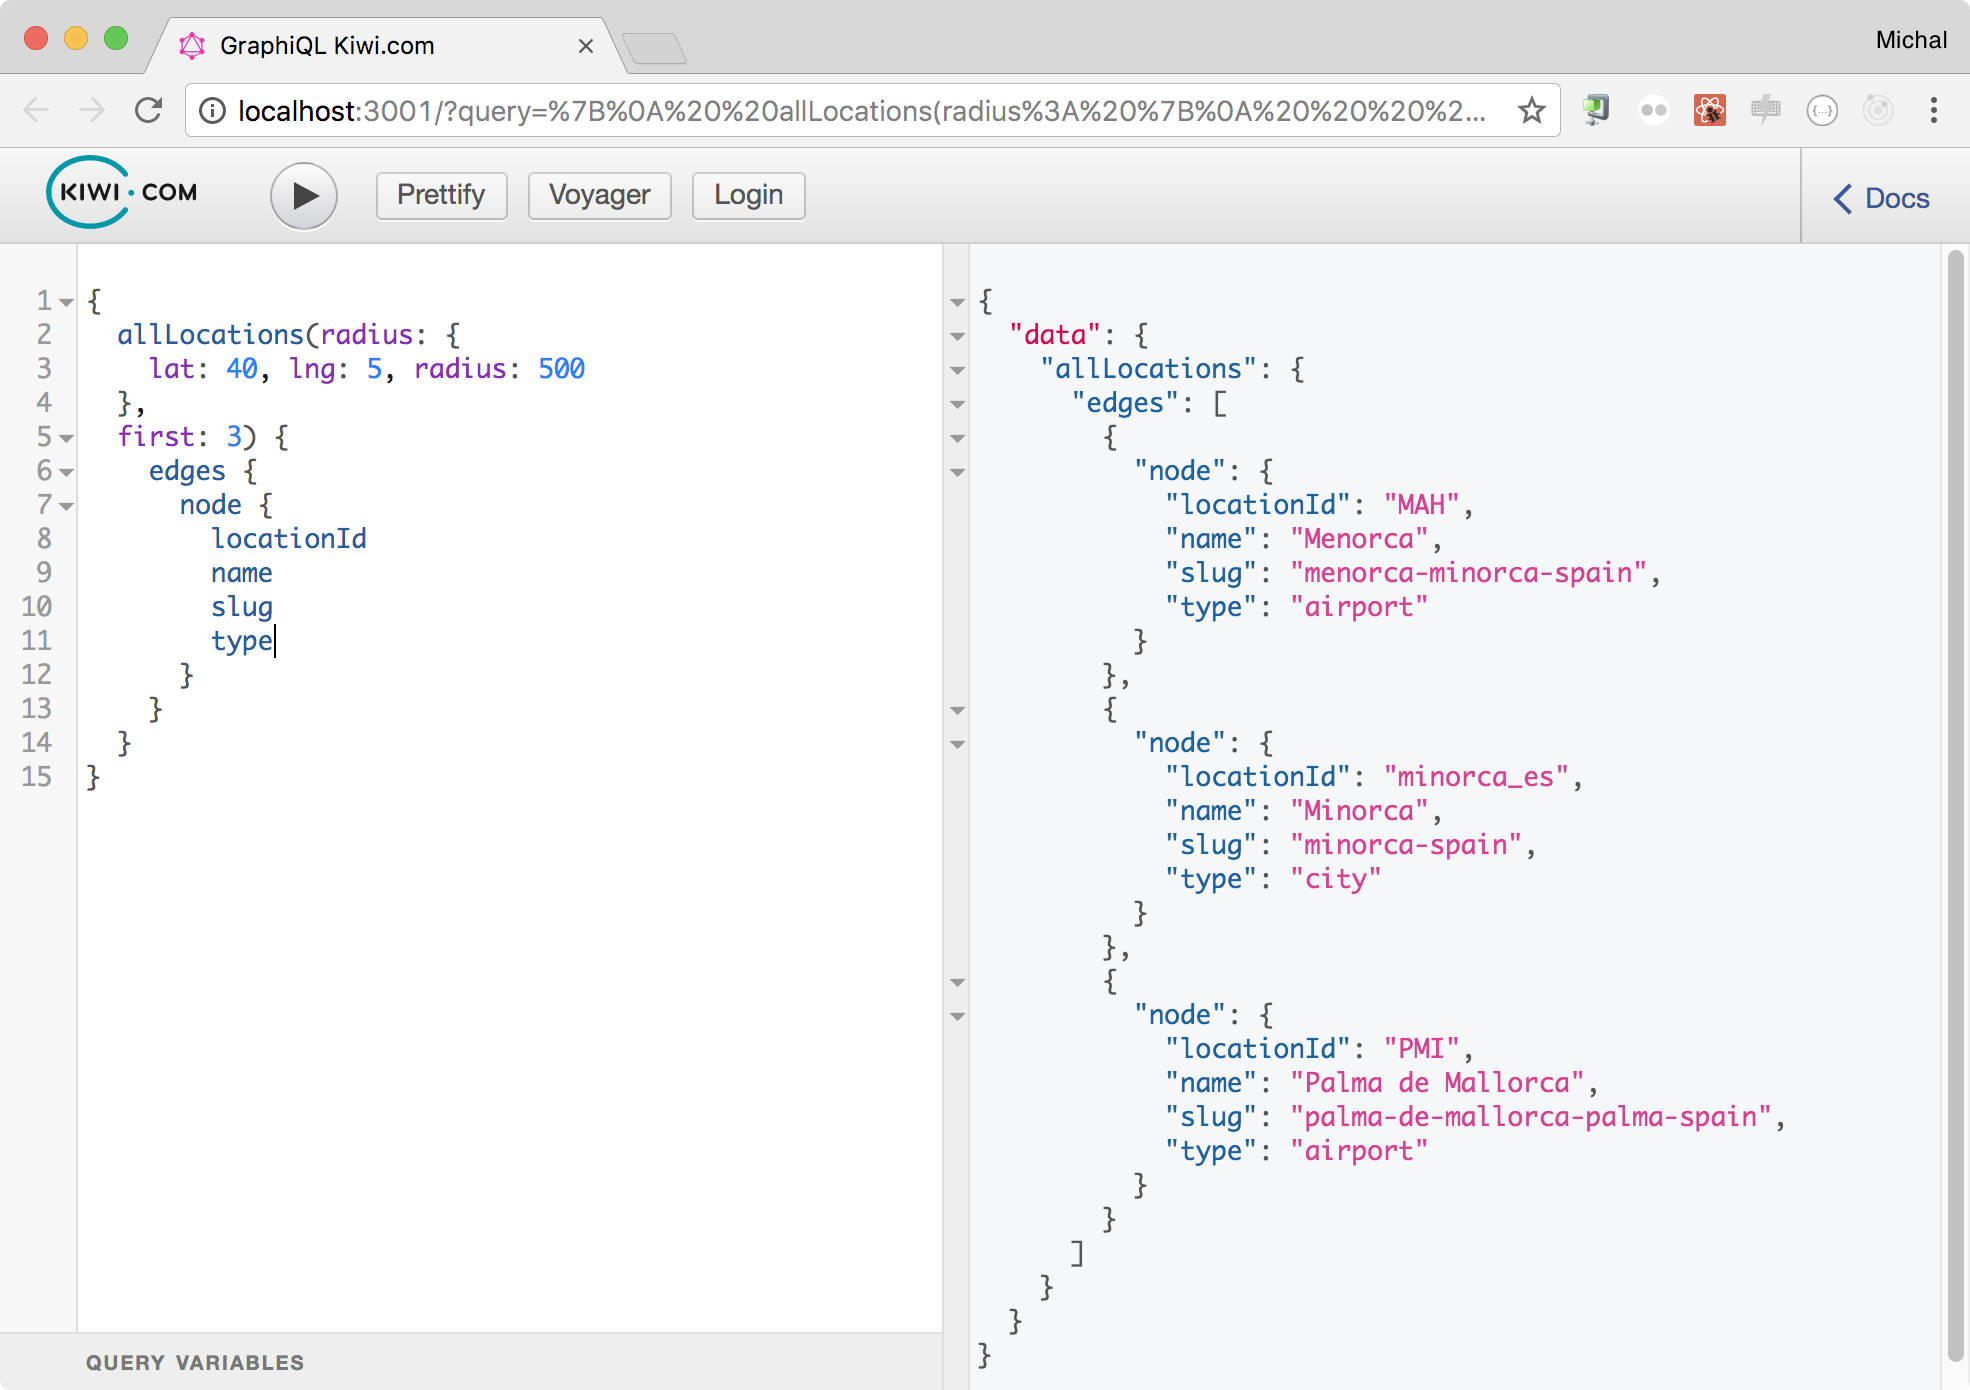 GraphiQL Kiwi.com
Michal
localhost:3001/?query=%7B%0A%20%20allLocations(radius%3A%20%7B%0A%20%20%20%2...
KIWI·COM
Prettify
Voyager
Login
Docs
1 {
2 allLocations(radius: {
3 lat: 40, lng: 5, radius: 500
4 },
5 first: 3) {
6 edges {
7 node {
8 locationId
9 name
10 slug
11 type
12 }
13 }
14 }
15 }
QUERY VARIABLES
{
"data": {
"allLocations": {
"edges": [
{
"node": {
"locationId": "MAH",
"name": "Menorca",
"slug": "menorca-minorca-spain",
"type": "airport"
}
},
{
"node": {
"locationId": "minorca_es",
"name": "Minorca",
"slug": "minorca-spain",
"type": "city"
}
},
{
"node": {
"locationId": "PMI",
"name": "Palma de Mallorca",
"slug": "palma-de-mallorca-palma-spain",
"type": "airport"
}
}
]
}
}
}